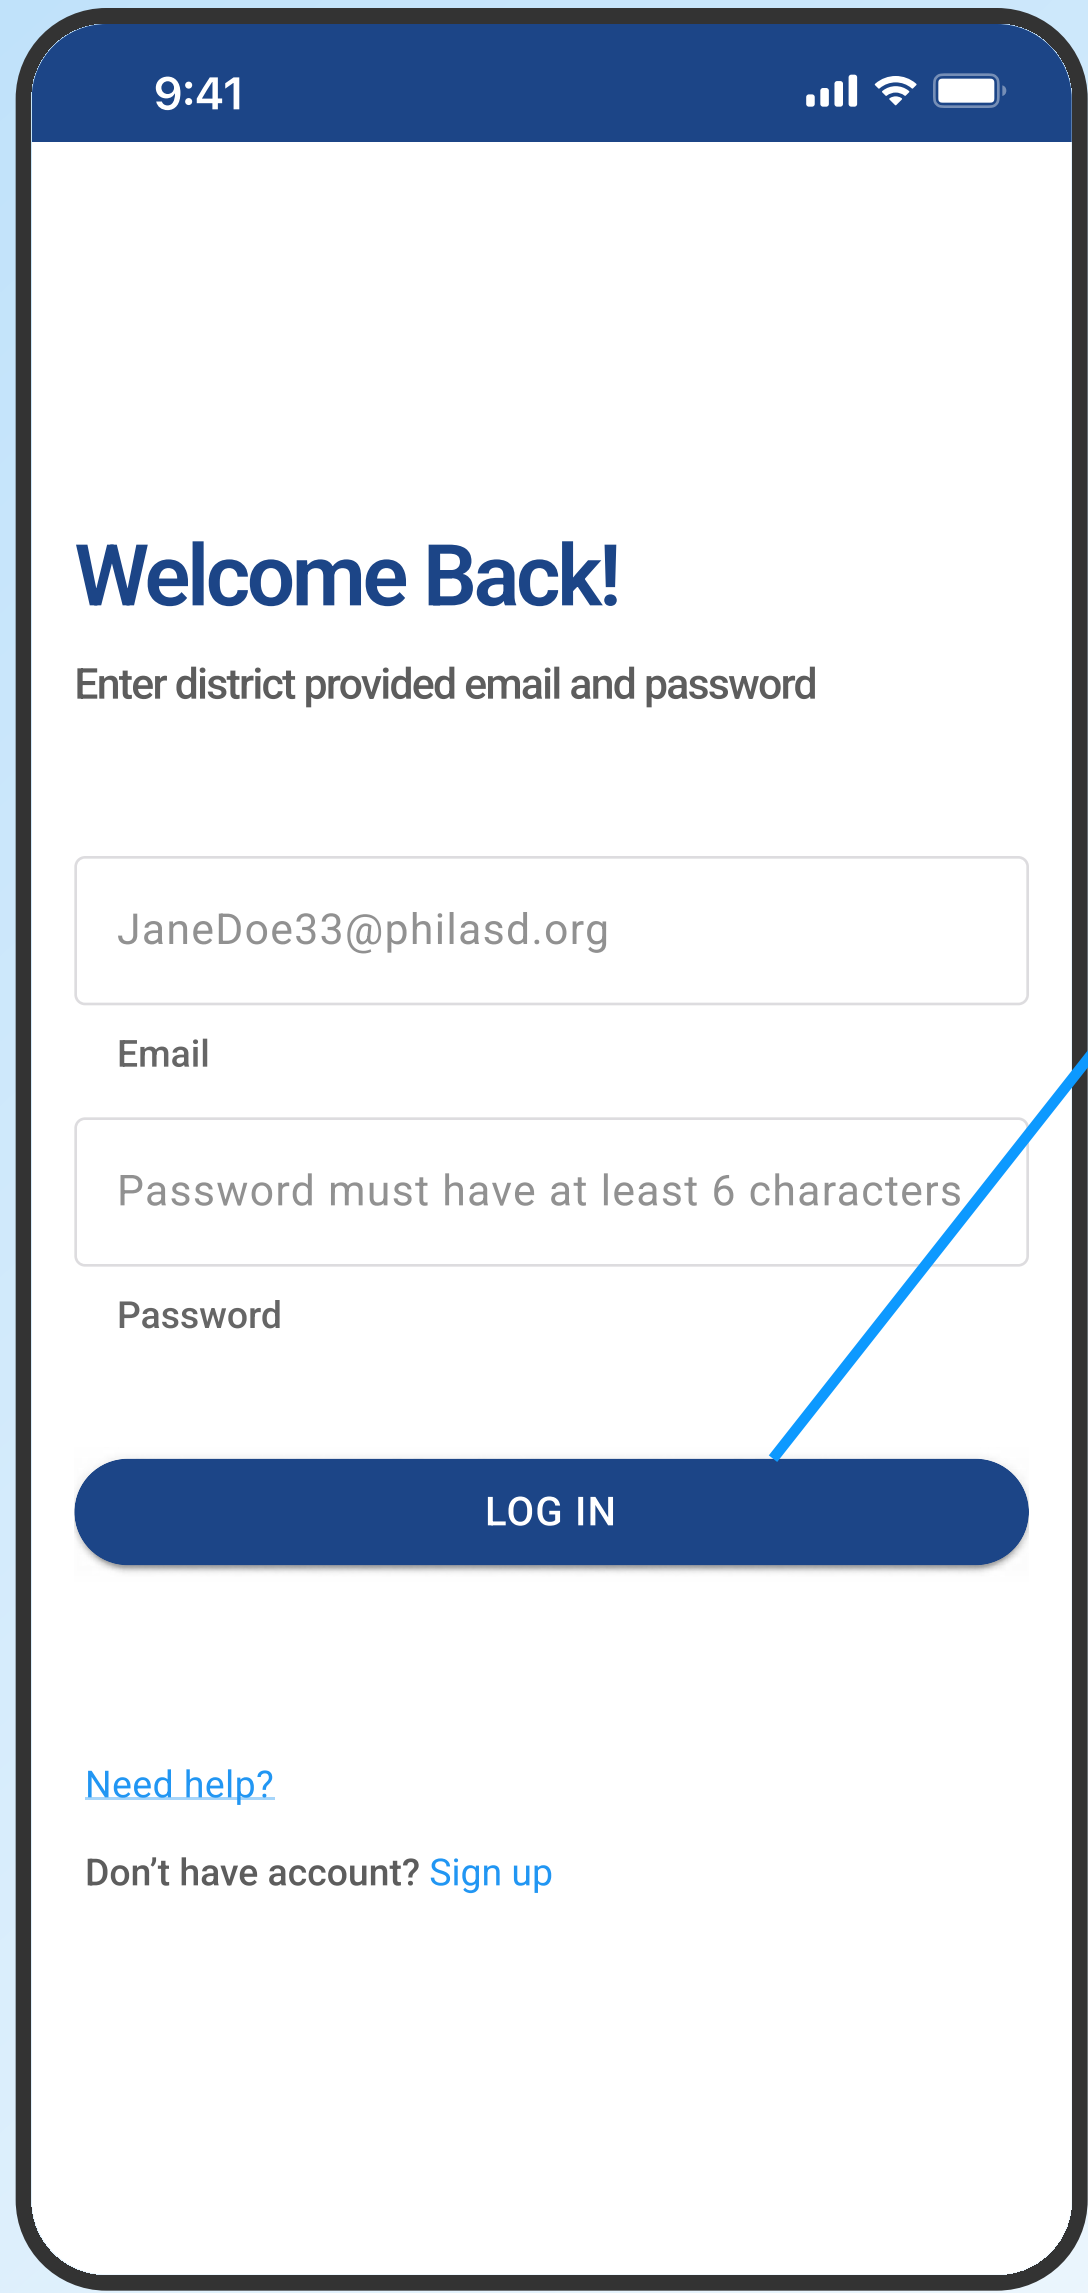 9:41
Welcome Back!
Enter district provided email and password
JaneDoe33@philasd.org
Email
Password must have at least 6 characters
Password
LOG IN
Need help?
Don’t have account? Sign up